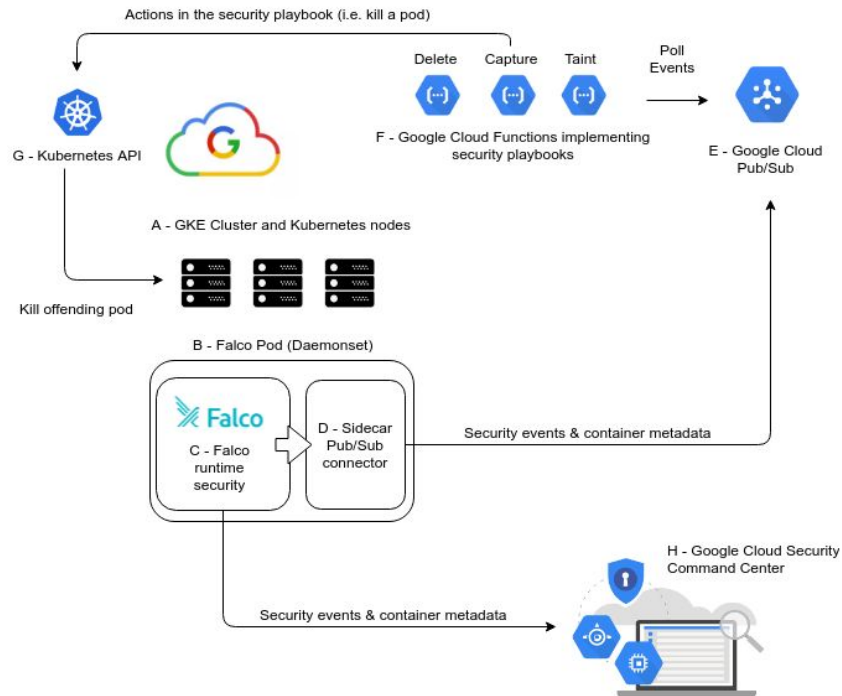 Actions in the security playbook (i.e. kill a pod)
Delete
Capture
Taint
Poll
Events
G - Kubernetes API
F - Google Cloud Functions implementing
security playbooks
E - Google Cloud
Pub/Sub
A - GKE Cluster and Kubernetes nodes
Kill offending pod
B - Falco Pod (Daemonset)
Falco
C - Falco
runtime
security
D - Sidecar
Pub/Sub
connector
Security events & container metadata
H - Google Cloud Security
Command Center
Security events & container metadata